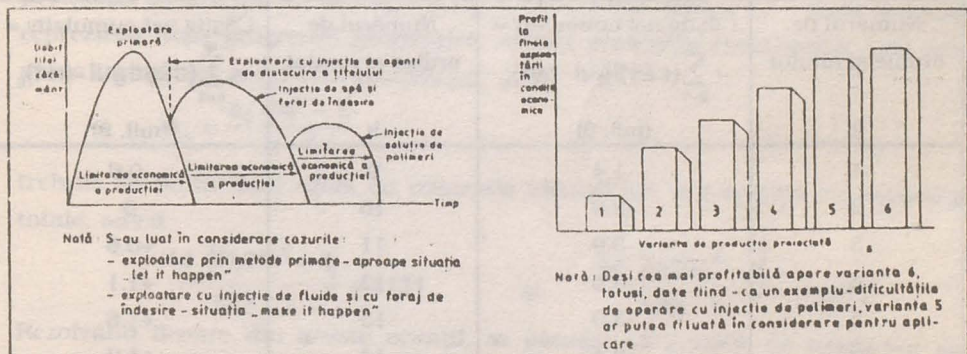 Exploatare
primară
Exploatare cu injecție de agenți
de dislocuire a țițeiului
Injecție de apă și
foraj de îndesire
Injecție de
soluție de
polimeri
Limitarea economică
a producției
Limitarea economică
a producției
Limitarea
economică a
producției
Timp
Notă: S-au luat în considerare cazurile:
- exploatare prin metode primare - aproape situația
„let it happen"
- exploatare cu injecție de fluide și cu foraj de
îndesire - situația „make it happen"
Profit
la
finele
exploa-
tării
în
condiții
econo-
mice
1 2 3 4 5 6
Varianta de producție proiectată
Notă: Deși cea mai profitabilă apare varianta 6,
totuși, date fiind - ca un exemplu - dificultățile
de operare cu injecție de polimeri, varianta 5
ar putea fi luată în considerare pentru apli-
care